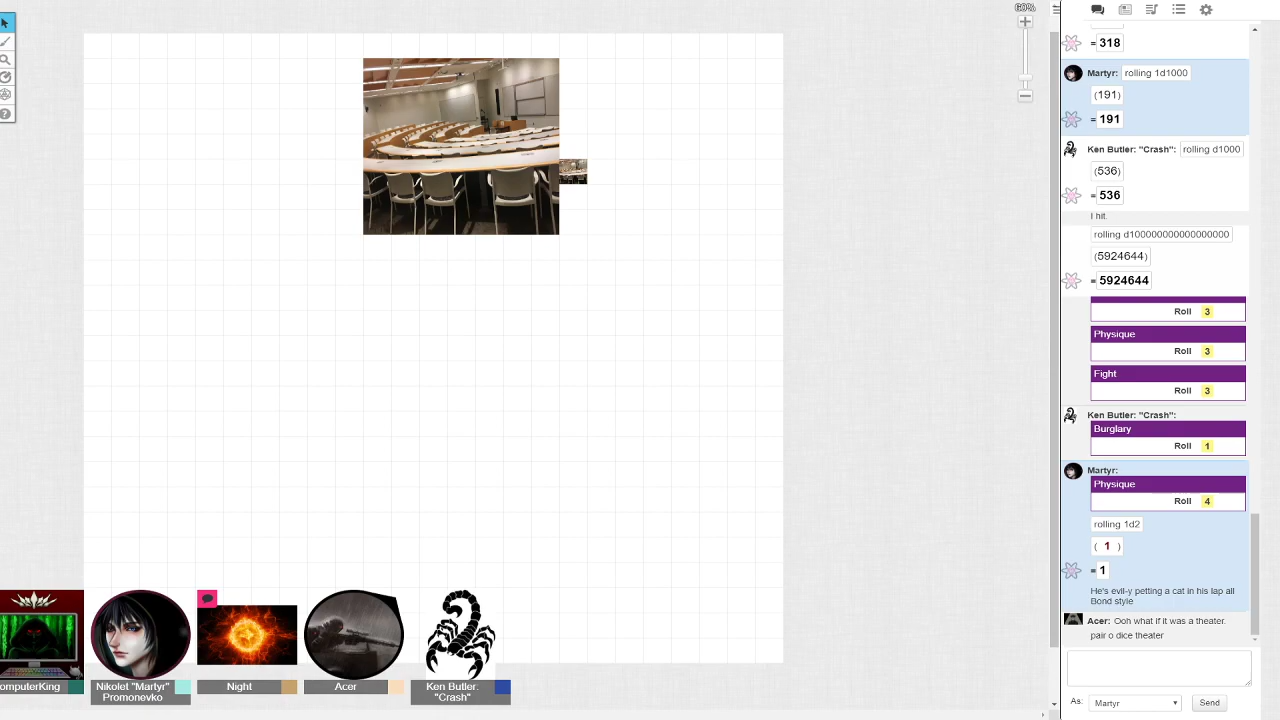 60%
= 318
Martyr: rolling 1d1000
(191)
= 191
Ken Butler: "Crash": rolling d1000
(536)
= 536
I hit.
rolling d100000000000000000
(5924644)
= 5924644
Roll 3
Physique
Roll 3
Fight
Roll 3
Ken Butler: "Crash":
Burglary
Roll 1
Martyr:
Physique
Roll 4
rolling 1d2
( 1 )
= 1
He's evil-y petting a cat in his lap all
Bond style
Acer: Ooh what if it was a theater.
pair o dice theater
As: Martyr Send
omputerKing
Nikolet "Martyr"
Promonevko
Night
Acer
Ken Butler:
"Crash"